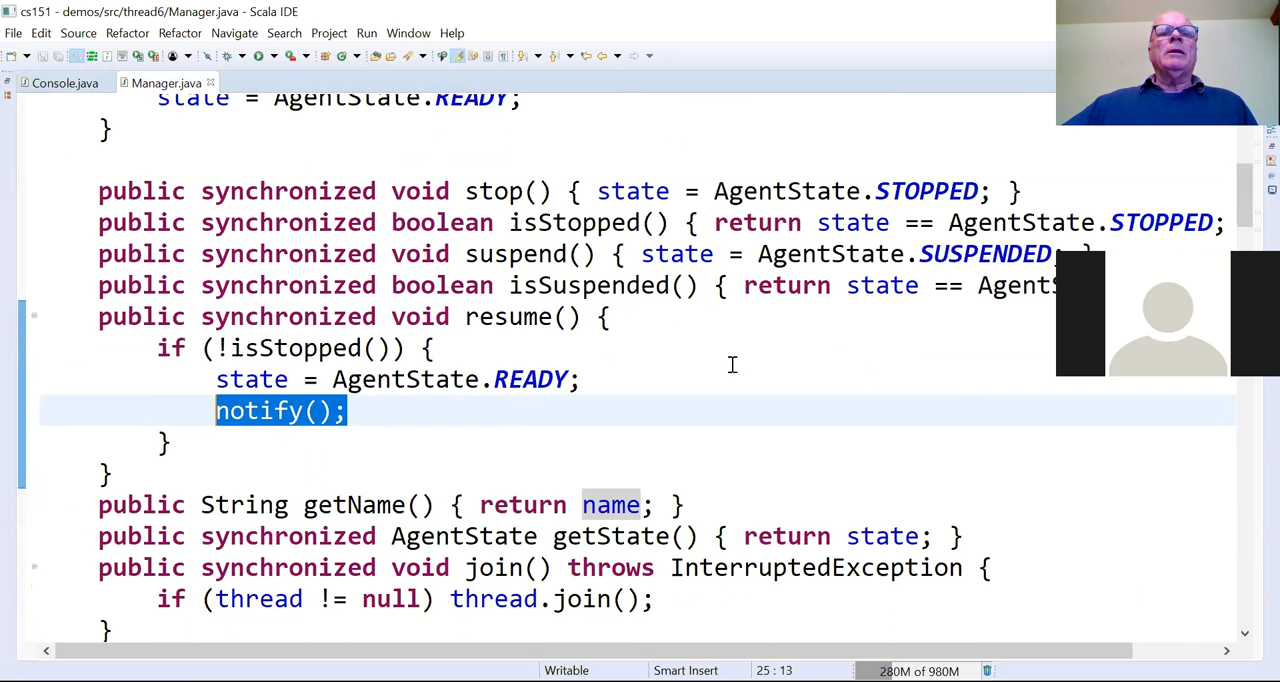 cs151 - demos/src/thread6/Manager.java - Scala IDE
File Edit Source Refactor Refactor Navigate Search Project Run Window Help
Console.java Manager.java
state = AgentState.READY;
}
public synchronized void stop() { state = AgentState.STOPPED; }
public synchronized boolean isStopped() { return state == AgentState.STOPPED;
public synchronized void suspend() { state = AgentState.SUSPENDED; }
public synchronized boolean isSuspended() { return state ==
public synchronized void resume() {
if (!isStopped()) {
state = AgentState.READY;
notify();
}
}
public String getName() { return name; }
public synchronized AgentState getState() { return state; }
public synchronized void join() throws InterruptedException {
if (thread != null) thread.join();
}
Writable Smart Insert 25 : 13 280M of 980M